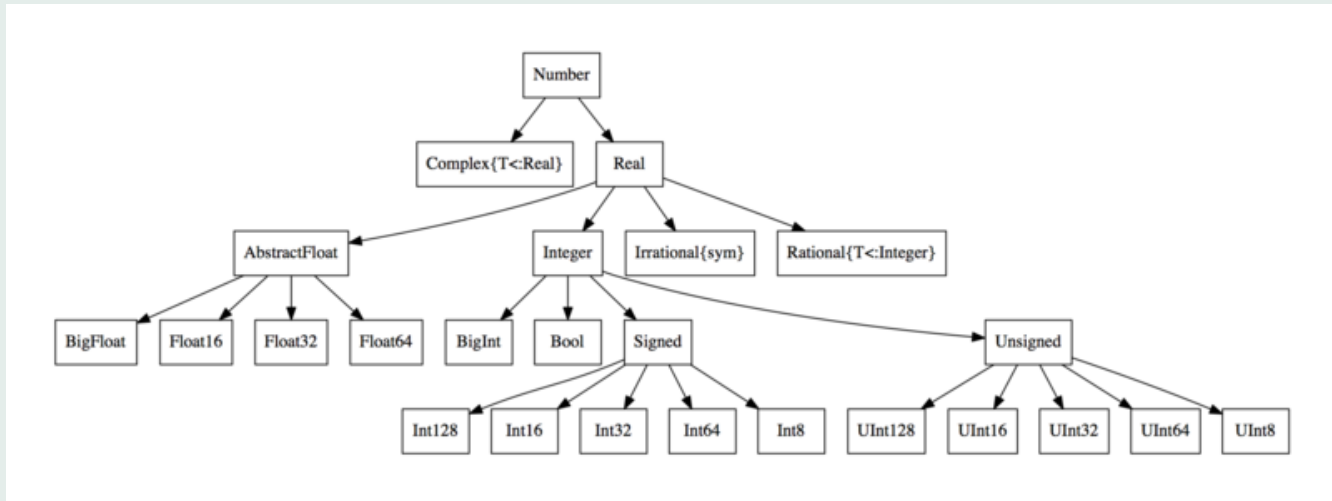 Number
Complex{T<:Real}
Real
AbstractFloat
Integer
Irrational{sym}
Rational{T<:Integer}
BigFloat
Float16
Float32
Float64
BigInt
Bool
Signed
Unsigned
Int128
Int16
Int32
Int64
Int8
UInt128
UInt16
UInt32
UInt64
UInt8